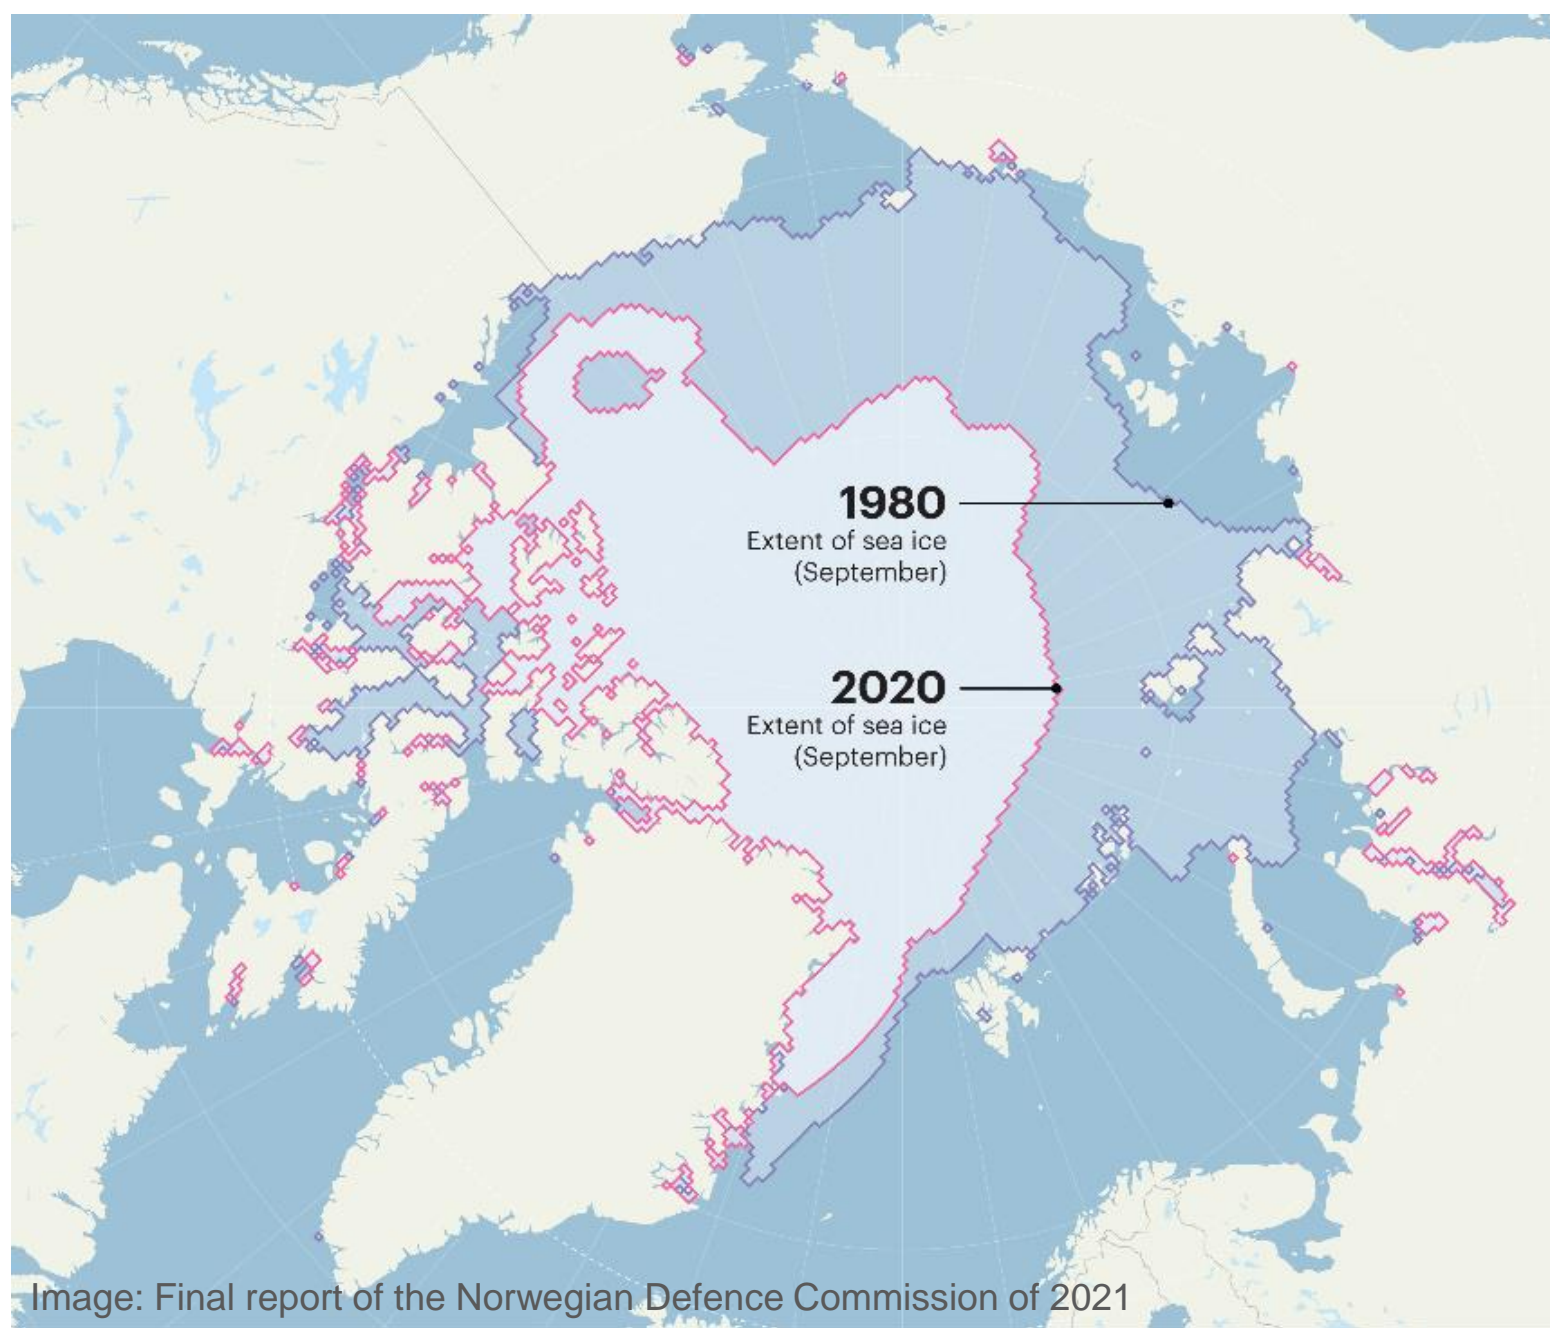 1980
Extent of sea ice
(September)
2020
Extent of sea ice
(September)
Image: Final report of the Norwegian Defence Commission of 2021